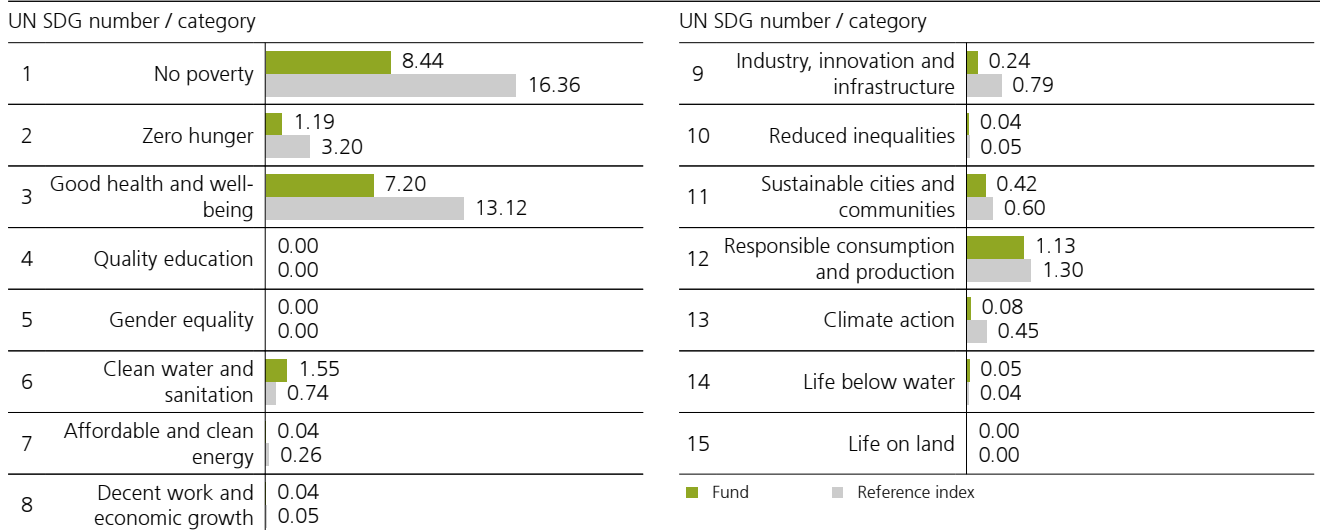 UN SDG number / category
1 No poverty 8.44
16.36
2 Zero hunger 1.19
3.20
3 Good health and well-
being 7.20
13.12
4 Quality education 0.00
0.00
5 Gender equality 0.00
0.00
6 Clean water and
sanitation 1.55
0.74
7 Affordable and clean
energy 0.04
0.26
8 Decent work and
economic growth 0.04
0.05
UN SDG number / category
9 Industry, innovation and
infrastructure 0.24
0.79
10 Reduced inequalities 0.04
0.05
11 Sustainable cities and
communities 0.42
0.60
12 Responsible consumption
and production 1.13
1.30
13 Climate action 0.08
0.45
14 Life below water 0.05
0.04
15 Life on land 0.00
0.00
Fund Reference index